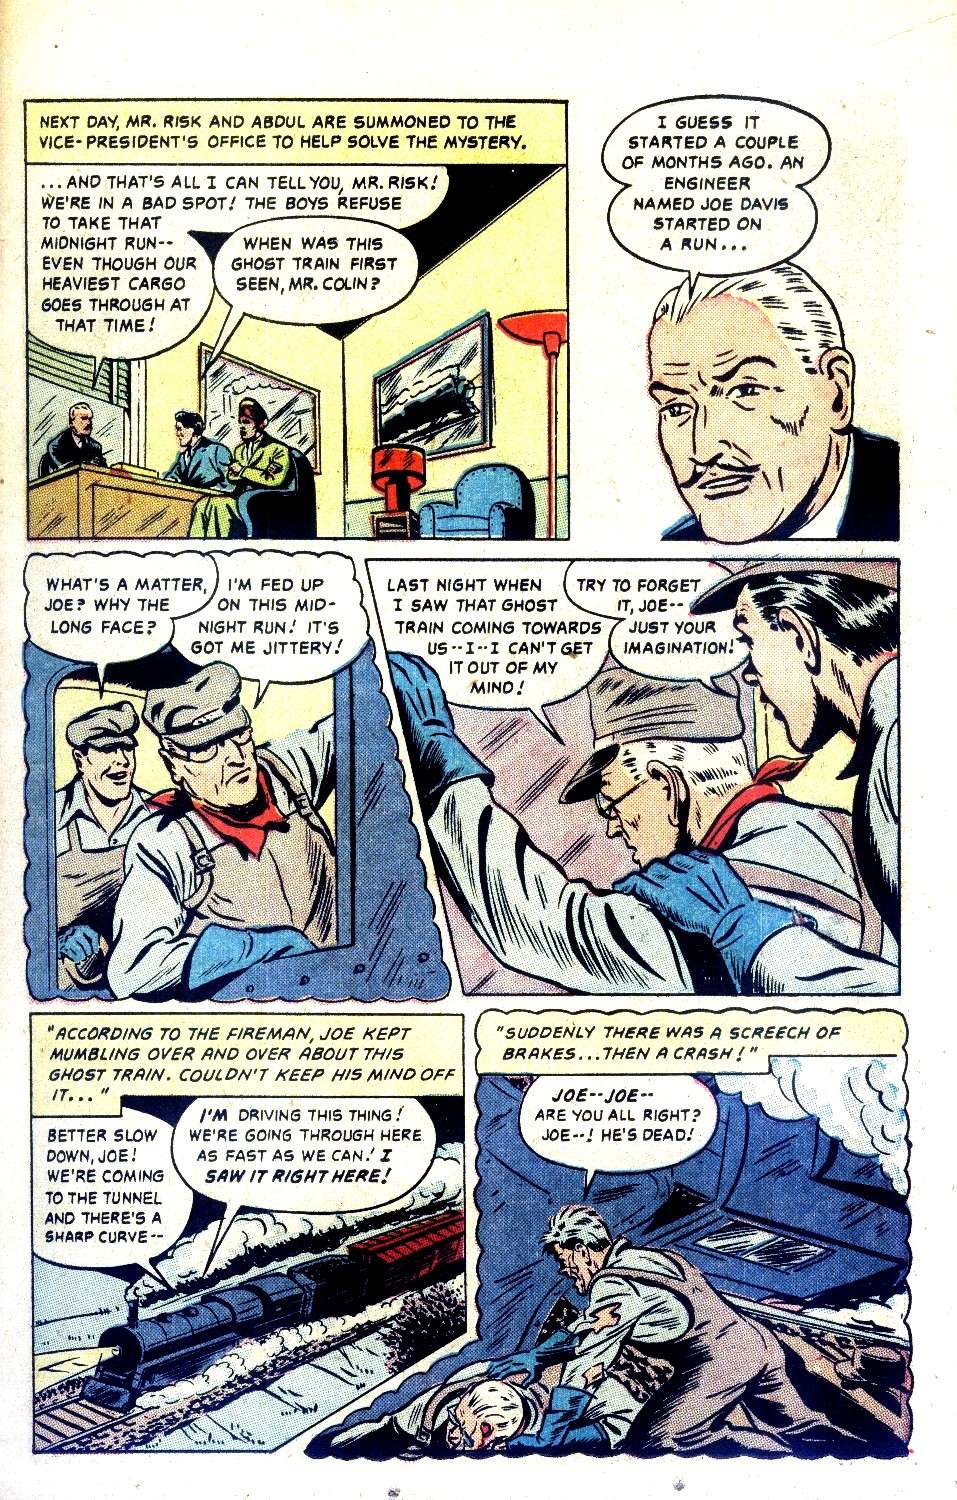 NEXT DAY, MR. RISK AND ABDUL ARE SUMMONED TO THE
VICE-PRESIDENT'S OFFICE TO HELP SOLVE THE MYSTERY.
...AND THAT'S ALL I CAN TELL YOU, MR. RISK!
WE'RE IN A BAD SPOT! THE BOYS REFUSE
TO TAKE THAT
MIDNIGHT RUN--
EVEN THOUGH OUR
HEAVIEST CARGO
GOES THROUGH AT
THAT TIME!
WHEN WAS THIS
GHOST TRAIN FIRST
SEEN, MR. COLIN?
I GUESS IT
STARTED A COUPLE
OF MONTHS AGO. AN
ENGINEER
NAMED JOE DAVIS
STARTED ON
A RUN...
WHAT'S A MATTER,
JOE? WHY THE
LONG FACE?
I'M FED UP
ON THIS MID-
NIGHT RUN! IT'S
GOT ME JITTERY!
LAST NIGHT WHEN
I SAW THAT GHOST
TRAIN COMING TOWARDS
US--I--I CAN'T GET
IT OUT OF MY
MIND!
TRY TO FORGET
IT, JOE--
JUST YOUR
IMAGINATION!
"ACCORDING TO THE FIREMAN, JOE KEPT
MUMBLING OVER AND OVER ABOUT THIS
GHOST TRAIN. COULDN'T KEEP HIS MIND OFF
IT..."
BETTER SLOW
DOWN, JOE!
WE'RE COMING
TO THE TUNNEL
AND THERE'S A
SHARP CURVE--
I'M DRIVING THIS THING!
WE'RE GOING THROUGH HERE
AS FAST AS WE CAN! I
SAW IT RIGHT HERE!
"SUDDENLY THERE WAS A SCREECH OF
BRAKES...THEN A CRASH!"
JOE--JOE--
ARE YOU ALL RIGHT?
JOE--! HE'S DEAD!